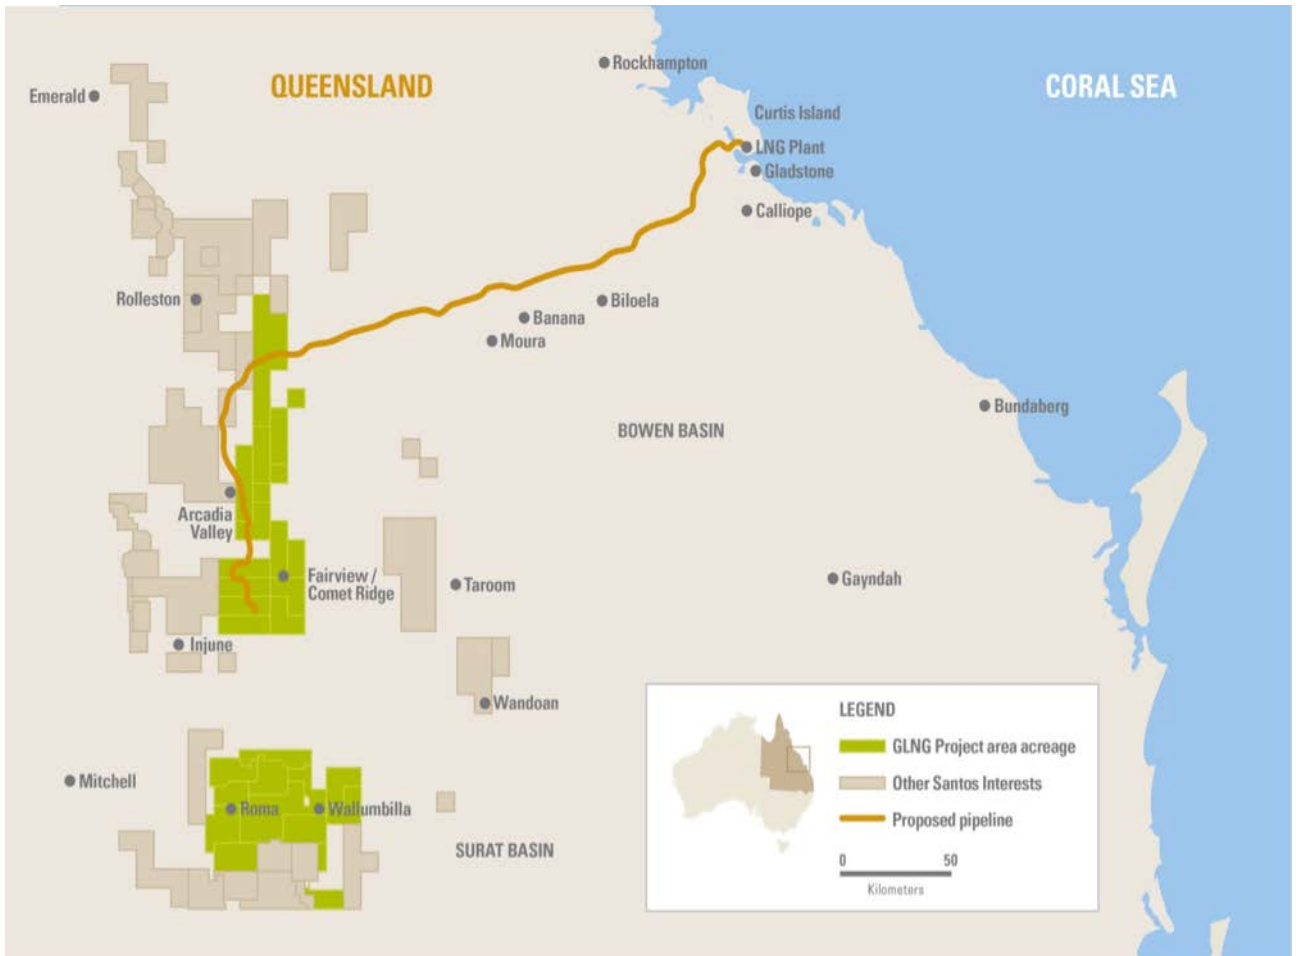 Rockhampton
QUEENSLAND
CORAL SEA
Emerald
Curtis Island
LNG Plant
Gladstone
Calliope
Rolleston
Biloela
Banana
Moura
Bundaberg
BOWEN BASIN
Arcadia
Valley
Fairview /
Comet Ridge
Taroom
Gayndah
Injune
Wandoan
LEGEND
GLNG Project area acreage
Other Santos Interests
Proposed pipeline
0 50
Kilometers
Mitchell
Roma
Wallumbilla
SURAT BASIN